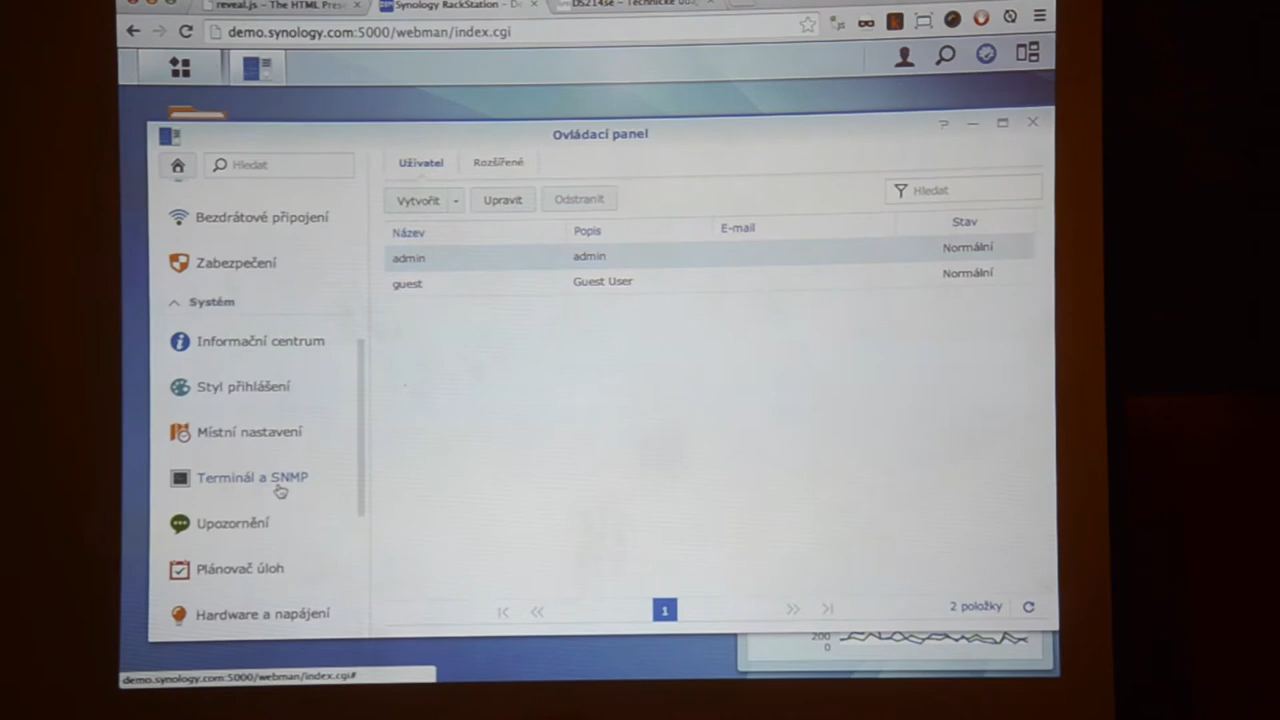 reveal.js - The HTML Pres
Synology RackStation - D
DS214se - Technické úda
demo.synology.com:5000/webman/index.cgi
Ovládací panel
Hledat
Uživatel
Rozšířené
Vytvořit
Upravit
Odstranit
Hledat
Název
Popis
E-mail
Stav
admin
admin
Normální
guest
Guest User
Normální
Bezdrátové připojení
Zabezpečení
Systém
Informační centrum
Styl přihlášení
Místní nastavení
Terminál a SNMP
Upozornění
Plánovač úloh
Hardware a napájení
1
2 položky
200
0
demo.synology.com:5000/webman/index.cgi#